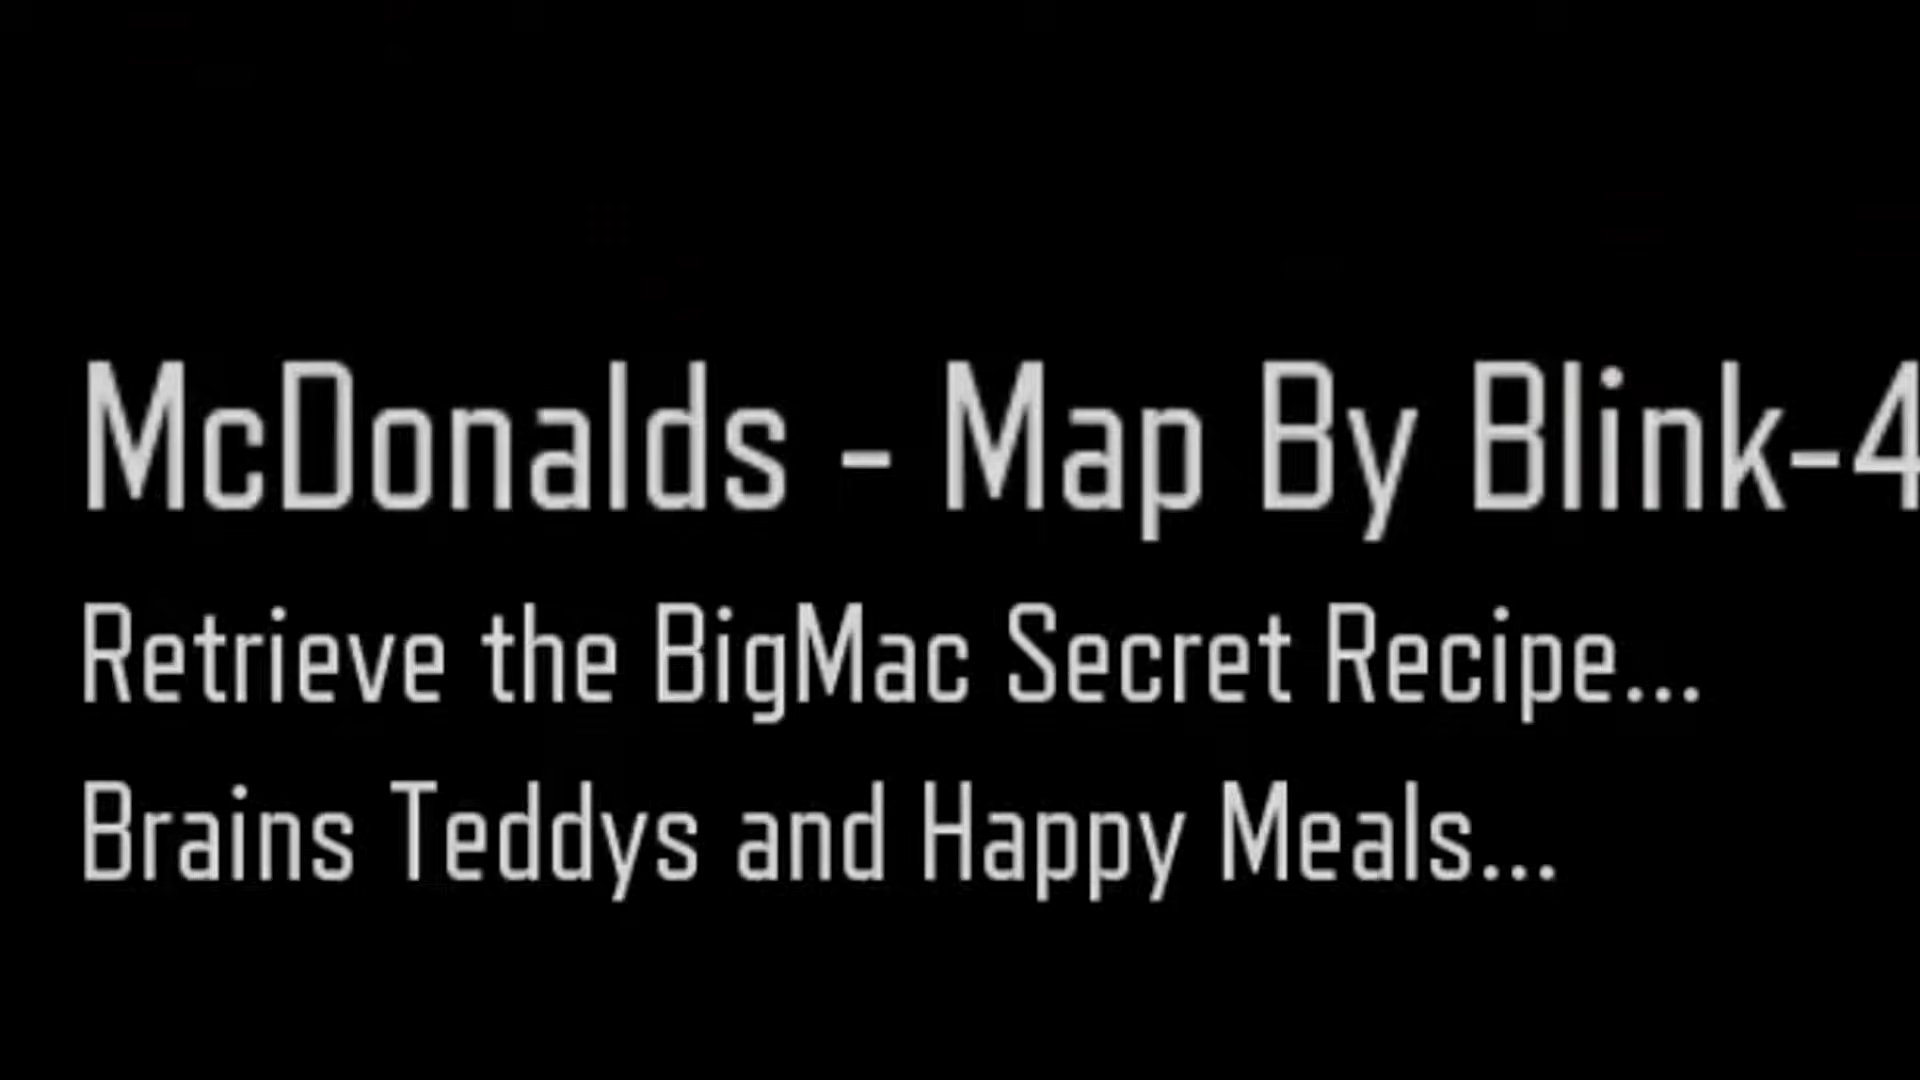 McDonalds - Map By Blink-4
Retrieve the BigMac Secret Recipe...
Brains Teddys and Happy Meals...